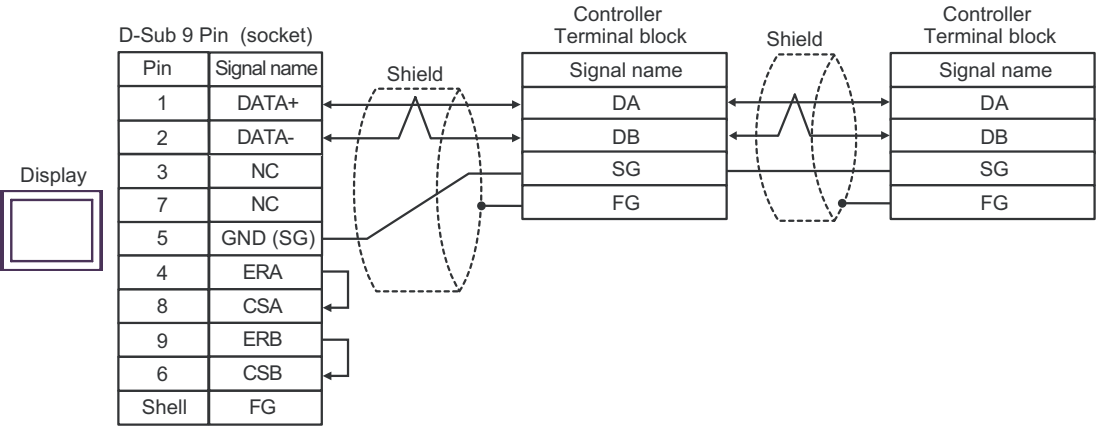 Display
D-Sub 9 Pin (socket)
Pin Signal name
1 DATA+
2 DATA-
3 NC
7 NC
5 GND (SG)
4 ERA
8 CSA
9 ERB
6 CSB
Shell FG
Shield
Controller
Terminal block
Signal name
DA
DB
SG
FG
Shield
Controller
Terminal block
Signal name
DA
DB
SG
FG